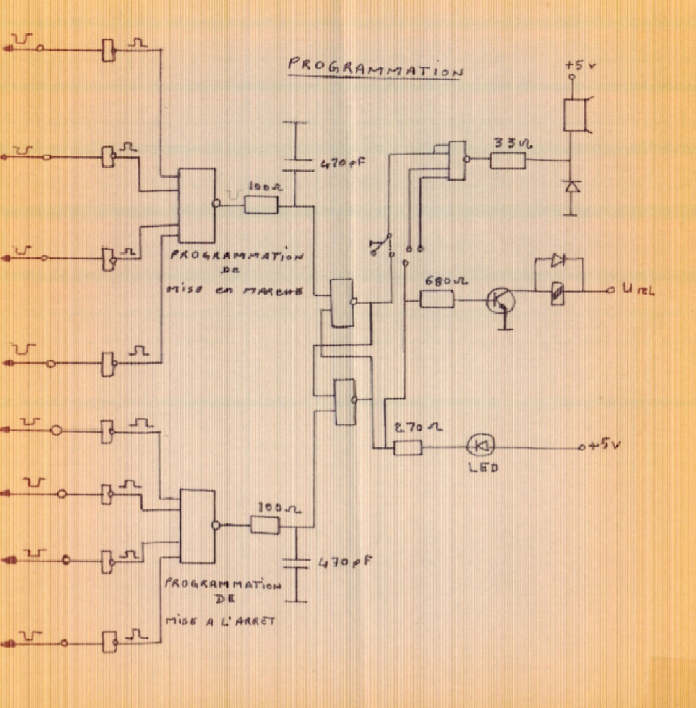 PROGRAMMATION
+5v
470pF
33Ω
100Ω
PROGRAMMATION
DE
MISE en MARCHE
680Ω
U REL
270Ω
+5v
LED
100Ω
470pF
PROGRAMMATION
DE
MISE A L'ARRET